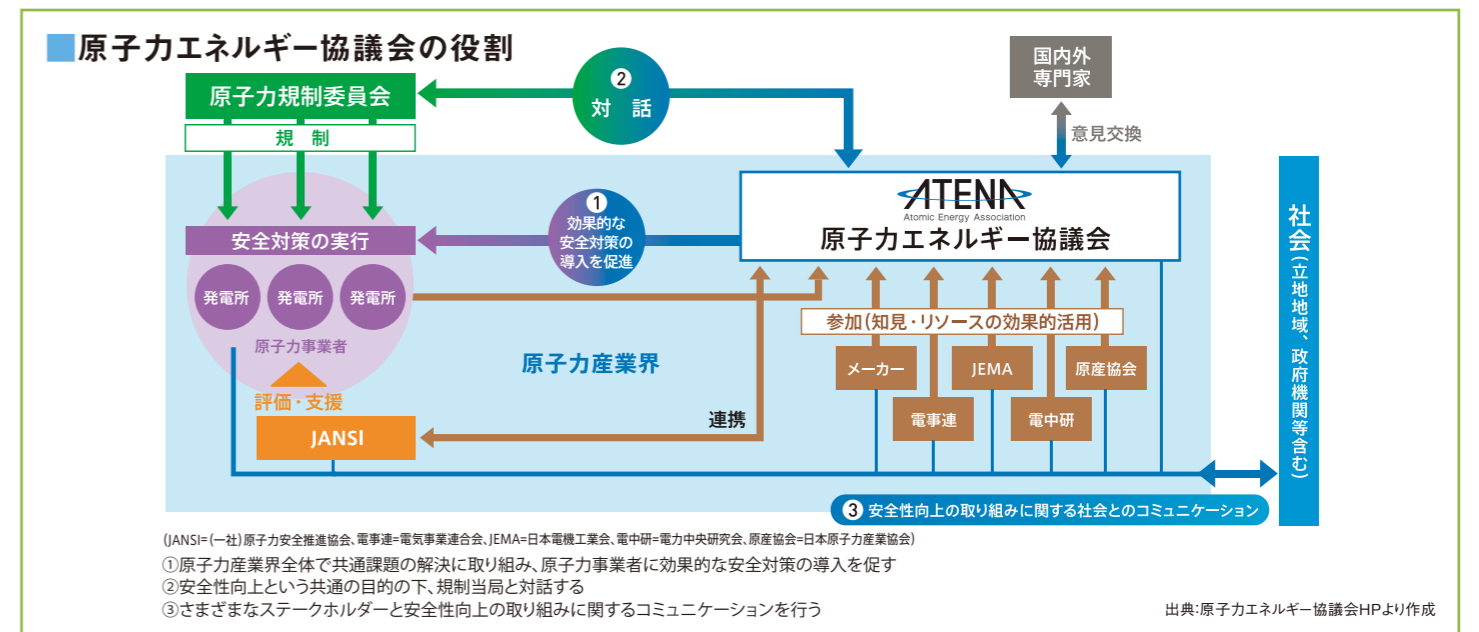 ■原子力エネルギー協議会の役割
国内外
専門家
原子力規制委員会
②
対 話
意見交換
規 制
ATENA
Atomic Energy Association
原子力エネルギー協議会
①
効果的な
安全対策の
導入を促進
安全対策の実行
発電所 発電所 発電所
原子力事業者
参加(知見・リソースの効果的活用)
原子力産業界
メーカー JEMA 原産協会
電事連 電中研
評価・支援
JANSI
連携
社会(立地地域、政府機関等含む)
③ 安全性向上の取り組みに関する社会とのコミュニケーション
(JANSI=(一社)原子力安全推進協会、電事連=電気事業連合会、JEMA=日本電機工業会、電中研=電力中央研究会、原産協会=日本原子力産業協会)
①原子力産業界全体で共通課題の解決に取り組み、原子力事業者に効果的な安全対策の導入を促す
②安全性向上という共通の目的の下、規制当局と対話する
③さまざまなステークホルダーと安全性向上の取り組みに関するコミュニケーションを行う
出典:原子力エネルギー協議会HPより作成